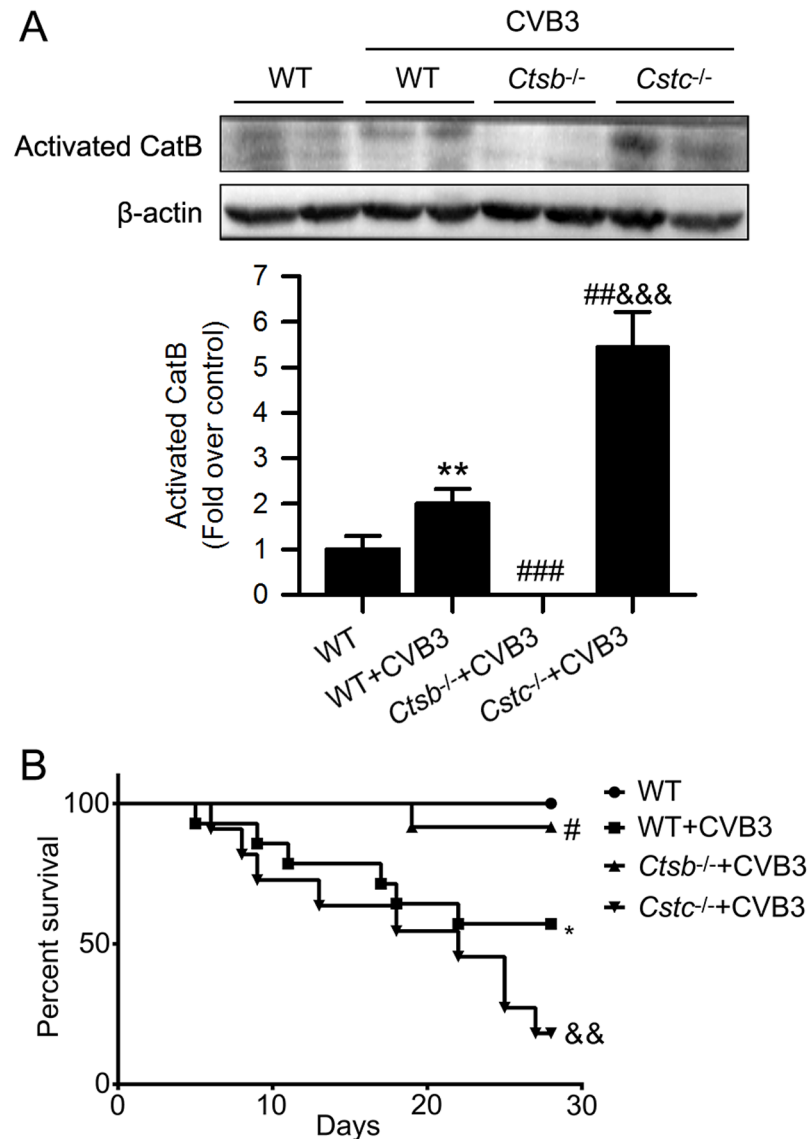 A
CVB3
WT WT Ctsb-/- Cstc-/-
Activated CatB
β-actin
Activated CatB
(Fold over control)
7
6
5
4
3
2
1
0
**
###
##&&&
WT
WT+CVB3
Ctsb-/-+CVB3
Cstc-/-+CVB3
B
Percent survival
100
50
0
0 10 20 30
Days
#
*
&&
WT
WT+CVB3
Ctsb-/-+CVB3
Cstc-/-+CVB3